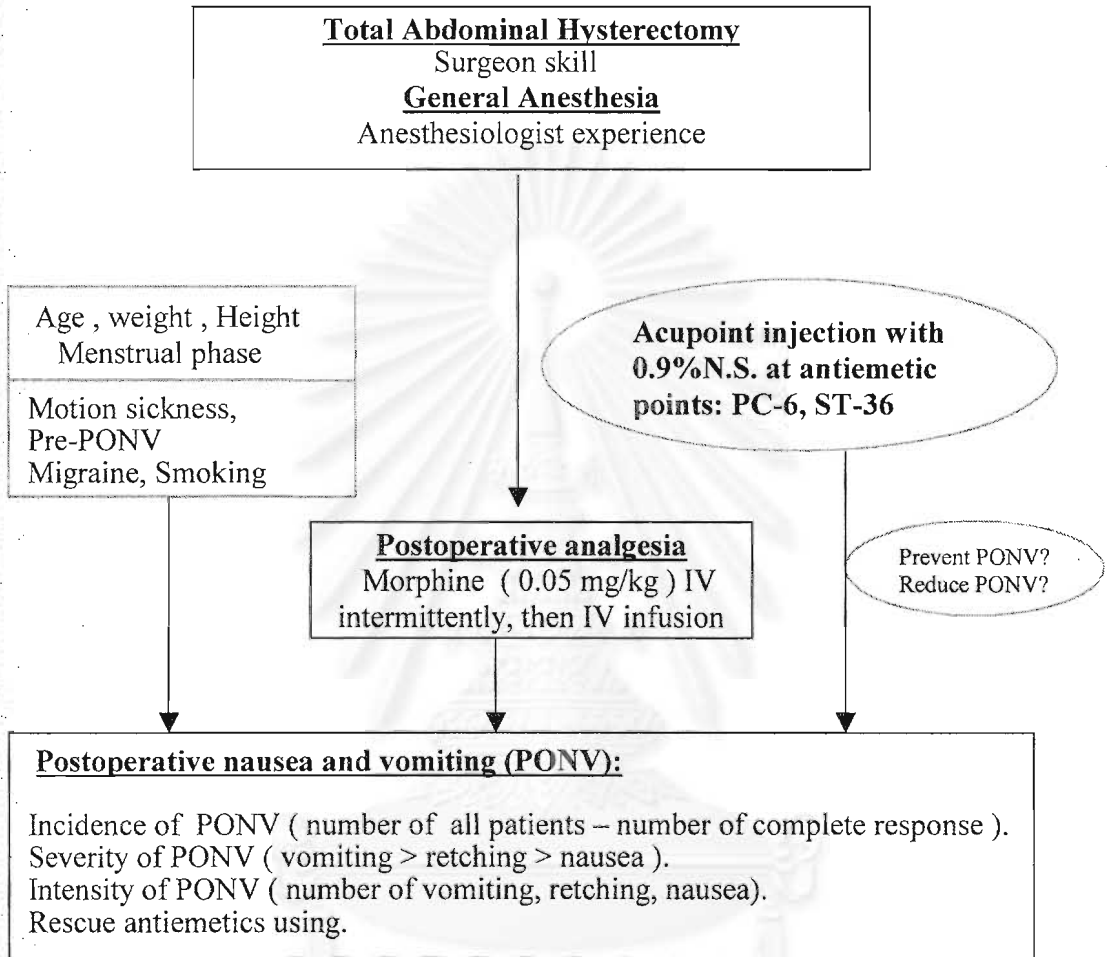 Total Abdominal Hysterectomy
Surgeon skill
General Anesthesia
Anesthesiologist experience
Age , weight , Height
Menstrual phase
Motion sickness,
Pre-PONV
Migraine, Smoking
Acupoint injection with
0.9%N.S. at antiemetic
points: PC-6, ST-36
Postoperative analgesia
Morphine ( 0.05 mg/kg ) IV
intermittently, then IV infusion
Prevent PONV?
Reduce PONV?
Postoperative nausea and vomiting (PONV):
Incidence of PONV ( number of all patients – number of complete response ).
Severity of PONV ( vomiting > retching > nausea ).
Intensity of PONV ( number of vomiting, retching, nausea).
Rescue antiemetics using.